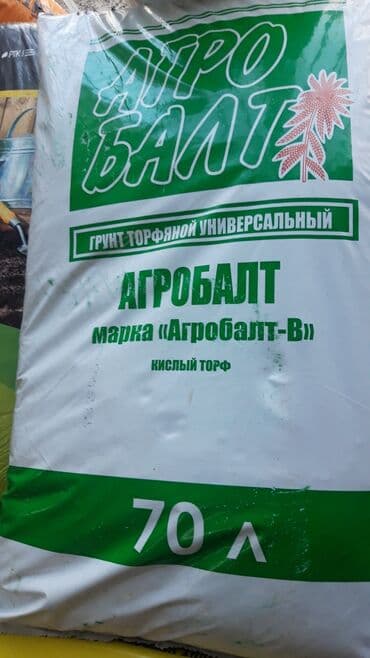 АГРО
БАЛТ
ГРУНТ ТОРФЯНОЙ УНИВЕРСАЛЬНЫЙ
АГРОБАЛТ
марка «Агробалт-В»
КИСЛЫЙ ТОРФ
70 л